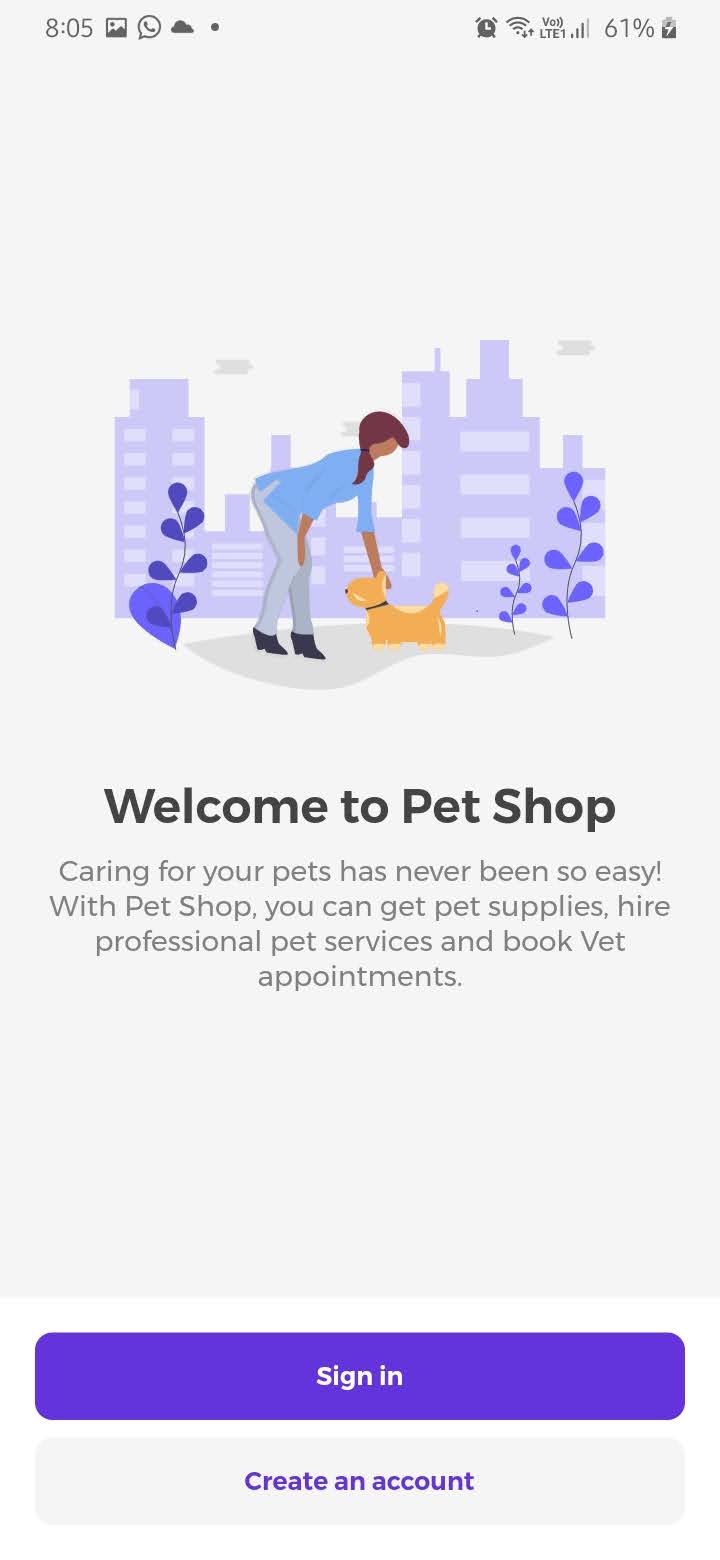 8:05 Vo)) LTE1 61%
Welcome to Pet Shop
Caring for your pets has never been so easy!
With Pet Shop, you can get pet supplies, hire
professional pet services and book Vet
appointments.
Sign in
Create an account